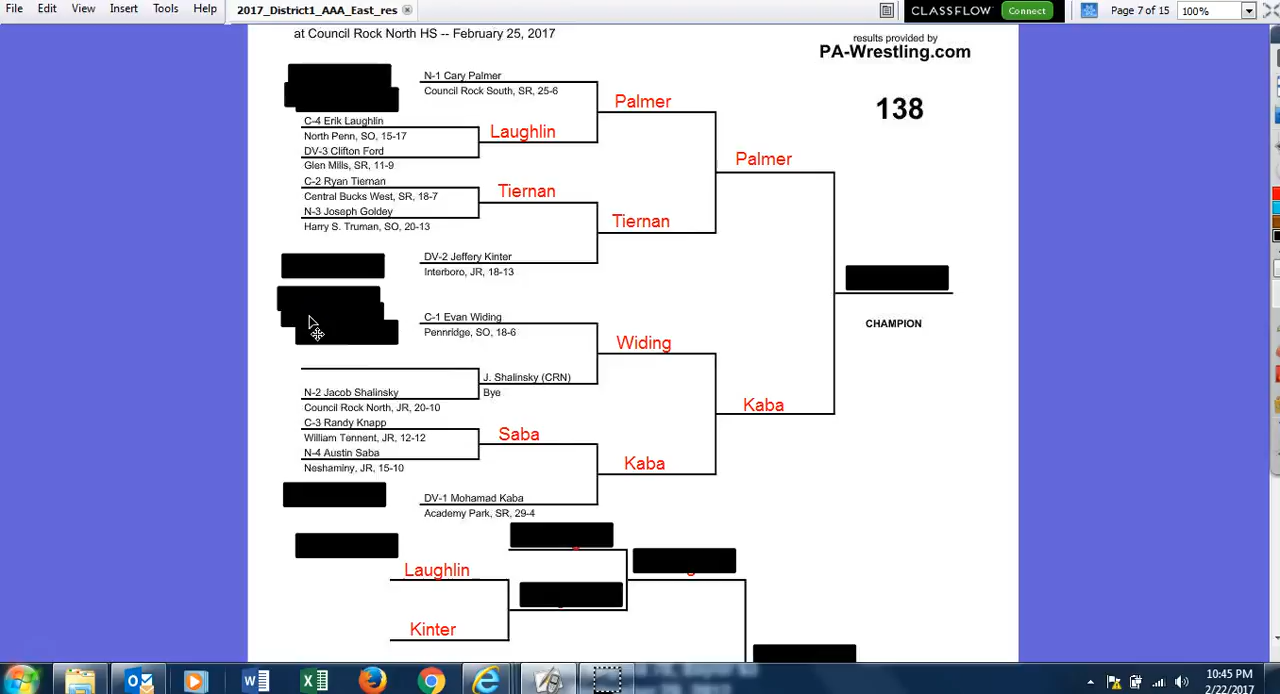 File Edit View Insert Tools Help 2017_District1_AAA_East_res CLASSFLOW Connect Page 7 of 15 100%
at Council Rock North HS -- February 25, 2017
results provided by
PA-Wrestling.com
138
N-1 Cary Palmer
Council Rock South, SR, 25-6
Palmer
C-4 Erik Laughlin
North Penn, SO, 15-17
Laughlin
DV-3 Clifton Ford
Glen Mills, SR, 11-9
Palmer
C-2 Ryan Tiernan
Central Bucks West, SR, 18-7
Tiernan
N-3 Joseph Goldey
Harry S. Truman, SO, 20-13
Tiernan
DV-2 Jeffery Kinter
Interboro, JR, 18-13
CHAMPION
C-1 Evan Widing
Pennridge, SO, 18-6
Widing
J. Shalinsky (CRN)
Bye
N-2 Jacob Shalinsky
Council Rock North, JR, 20-10
Kaba
C-3 Randy Knapp
William Tennent, JR, 12-12
Saba
N-4 Austin Saba
Neshaminy, JR, 15-10
Kaba
DV-1 Mohamad Kaba
Academy Park, SR, 29-4
Laughlin
Kinter
10:45 PM
2/22/2017